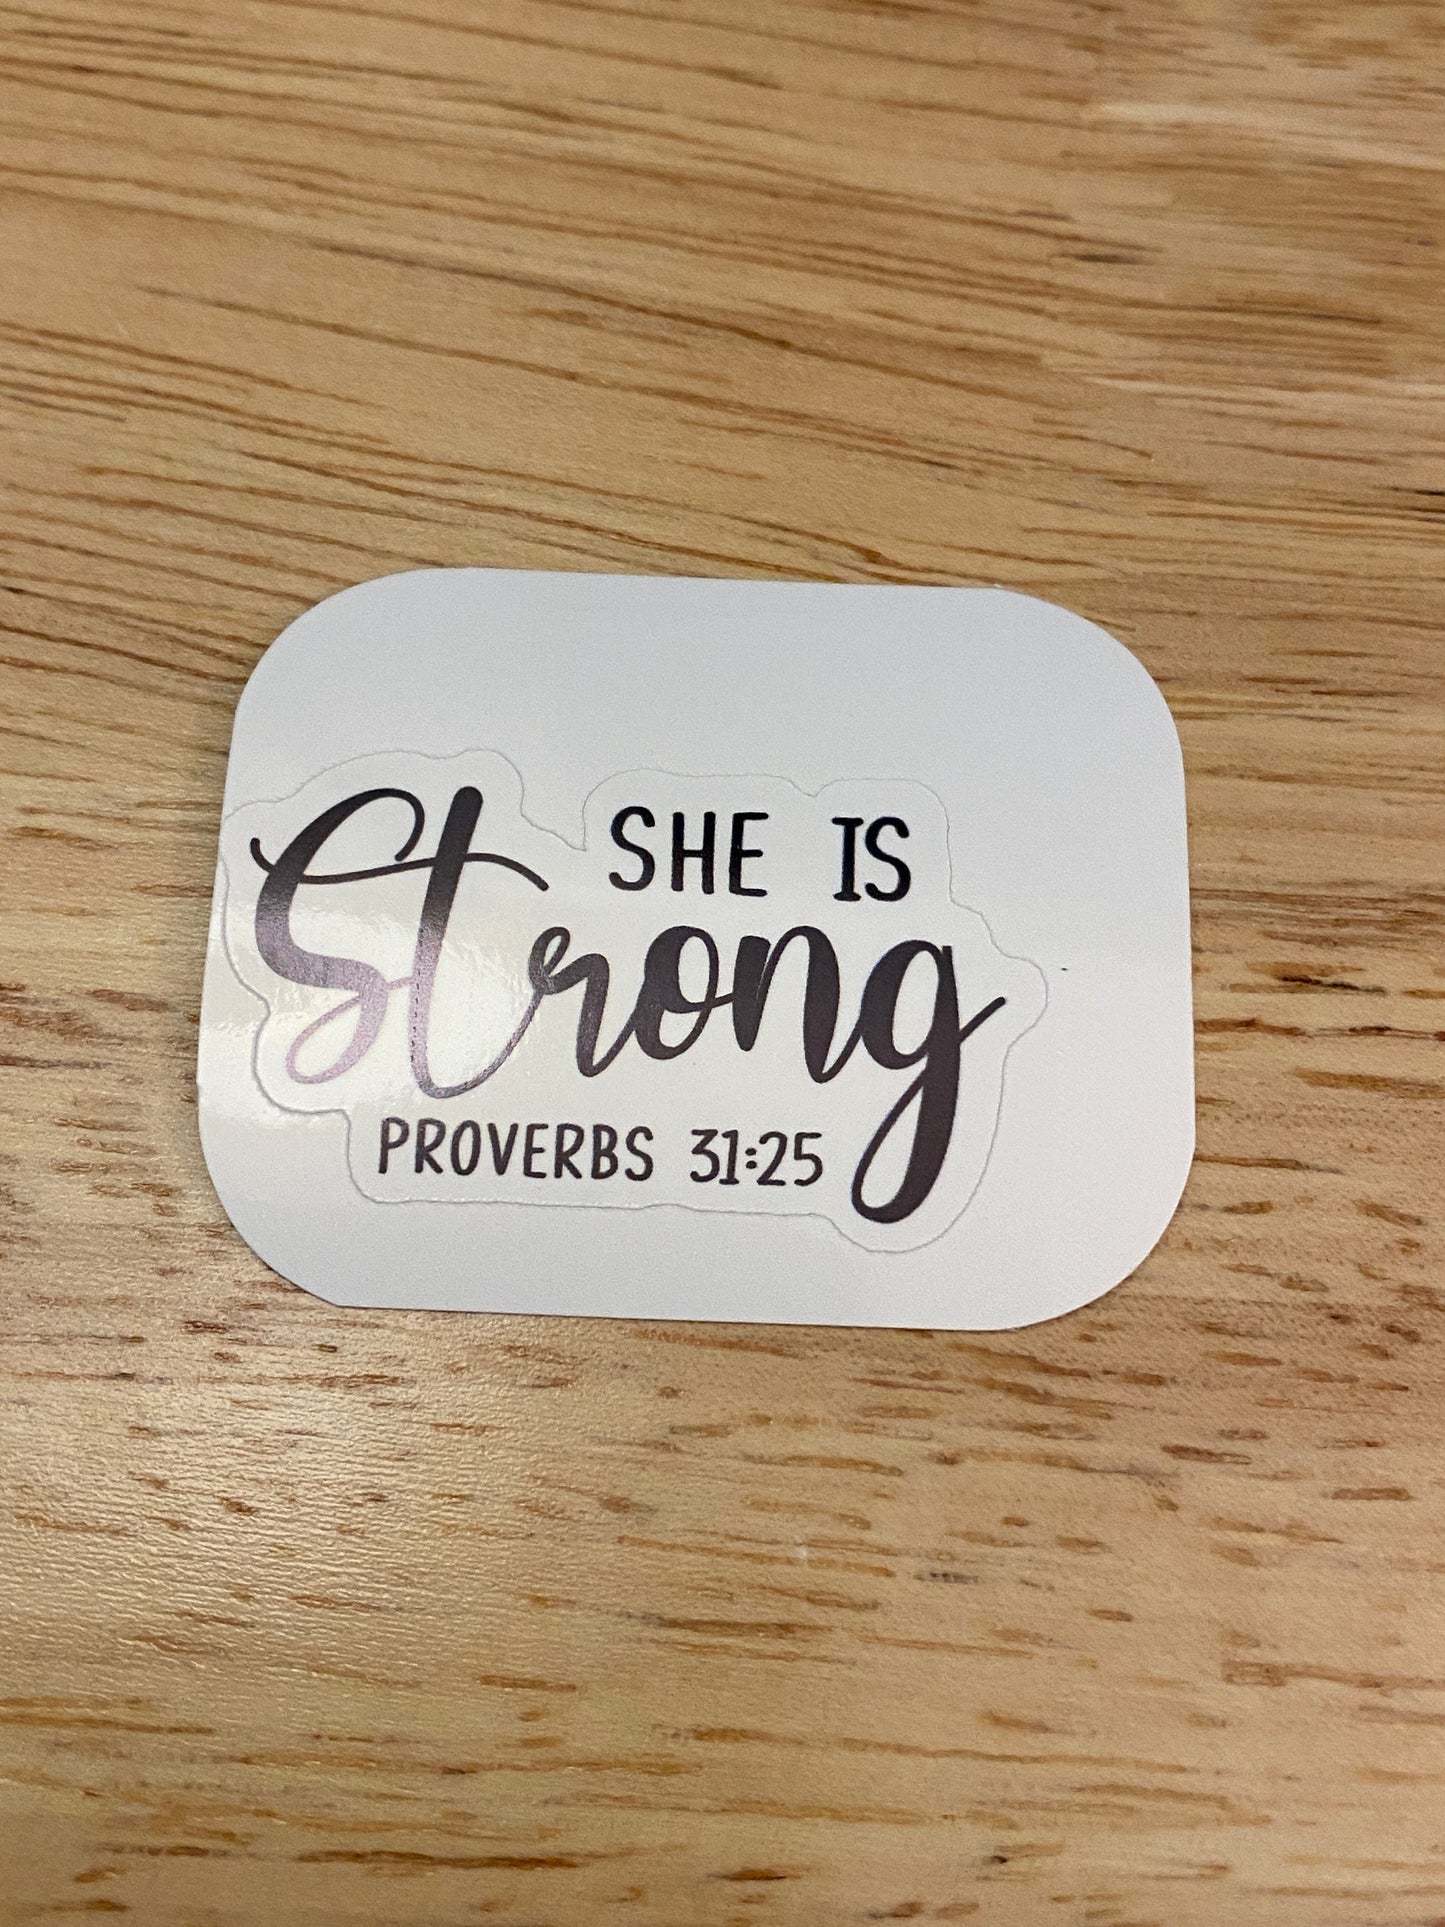 SHE IS
Strong
PROVERBS 31:25